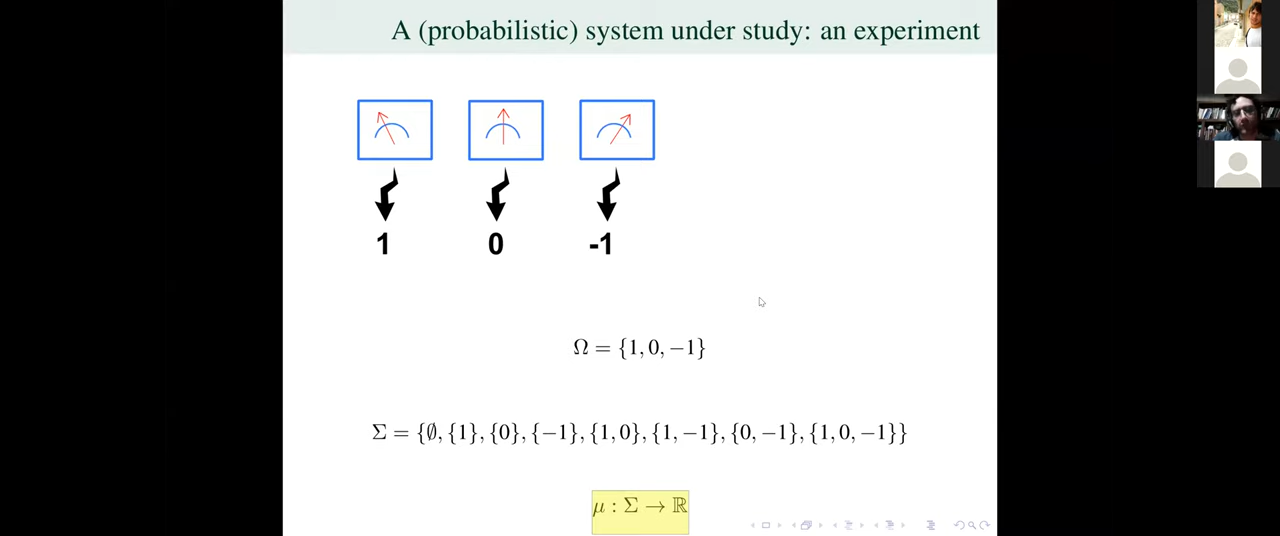 A (probabilistic) system under study: an experiment
1 0 -1
Ω = {1, 0, −1}
Σ = {∅, {1}, {0}, {−1}, {1, 0}, {1, −1}, {0, −1}, {1, 0, −1}}
μ : Σ → ℝ